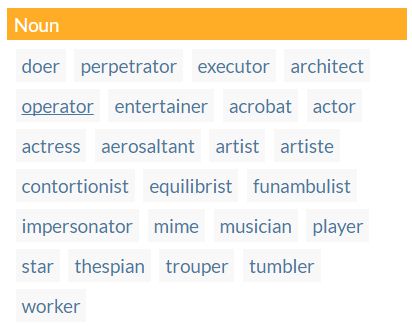 Noun
doer perpetrator executor architect
operator entertainer acrobat actor
actress aerosaltant artist artiste
contortionist equilibrist funambulist
impersonator mime musician player
star thespian trouper tumbler
worker